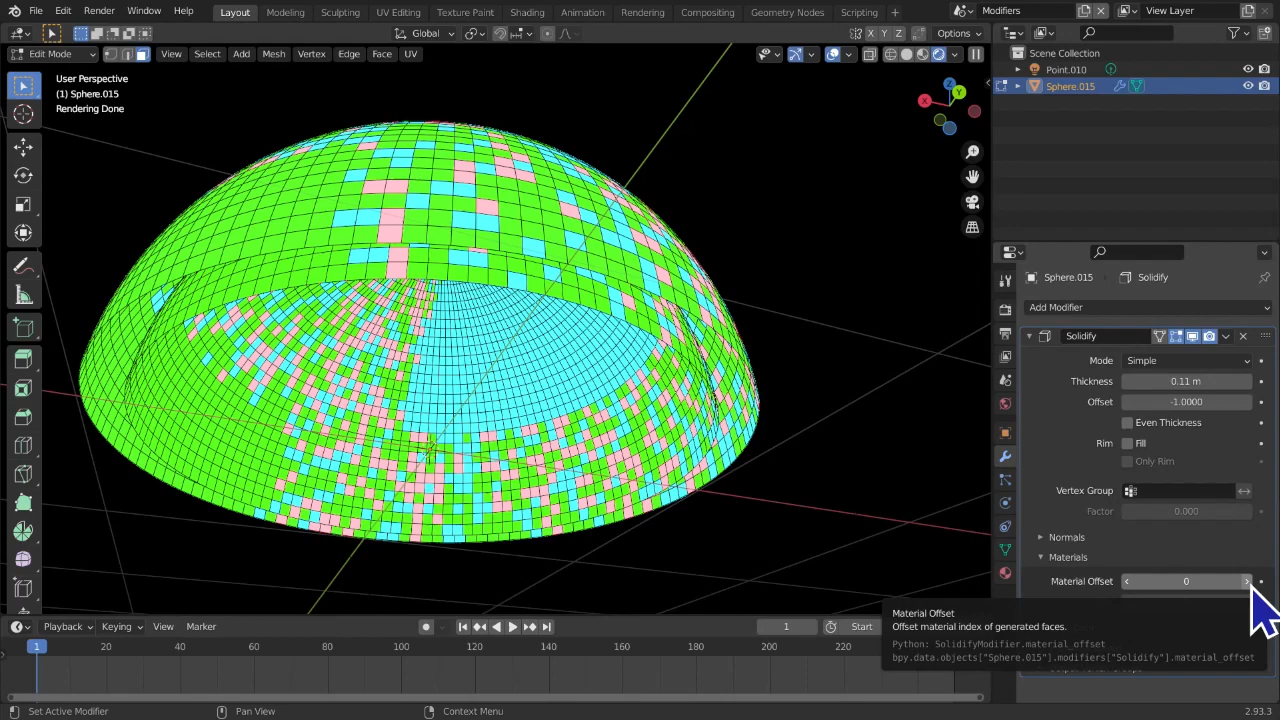 File Edit Render Window Help Layout Modeling Sculpting UV Editing Texture Paint Shading Animation Rendering Compositing Geometry Nodes Scripting + Modifiers View Layer
Global X Y Z Options
Edit Mode View Select Add Mesh Vertex Edge Face UV
User Perspective
(1) Sphere.015
Rendering Done
Z
Y
X
Scene Collection
Point.010
Sphere.015
Sphere.015 Solidify
Add Modifier
Solidify
Mode Simple
Thickness 0.11 m
Offset -1.0000
Even Thickness
Rim Fill
Only Rim
Vertex Group
Factor 0.000
Normals
Materials
Material Offset 0
Material Offset
Offset material index of generated faces.
Python: SolidifyModifier.material_offset
bpy.data.objects["Sphere.015"].modifiers["Solidify"].material_offset
Playback Keying View Marker 1 Start
1 20 40 60 80 100 120 140 160 180 200 220
Set Active Modifier Pan View Context Menu 2.93.3